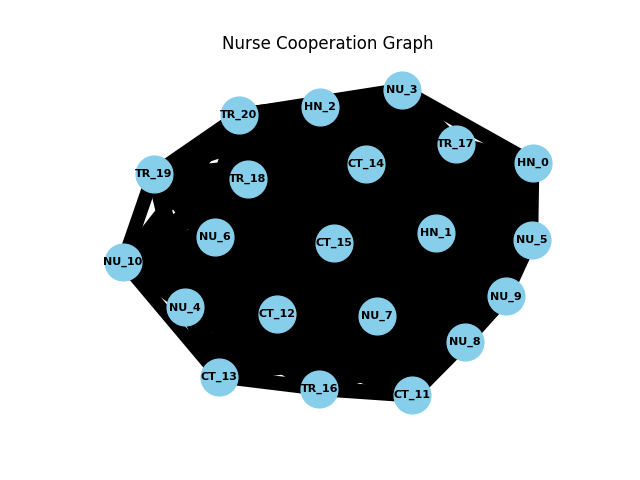 Nurse Cooperation Graph
NU_3
HN_2
TR_20
TR_17
HN_0
CT_14
TR_19
TR_18
HN_1
NU_6
NU_5
CT_15
NU_10
NU_9
NU_4
CT_12
NU_7
NU_8
CT_13
TR_16
CT_11